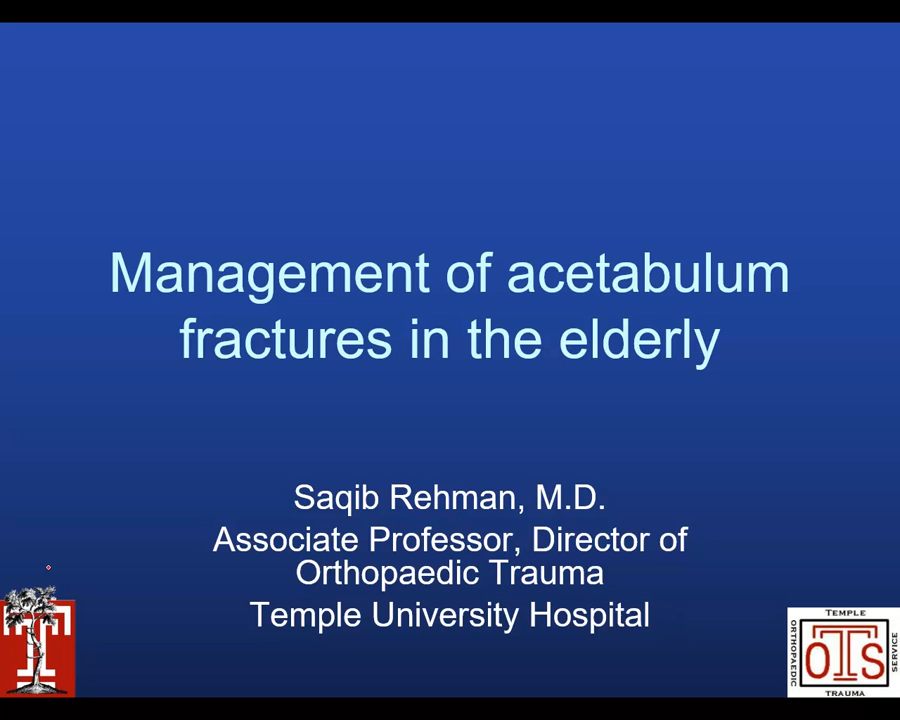 Management of acetabulum
fractures in the elderly
Saqib Rehman, M.D.
Associate Professor, Director of
Orthopaedic Trauma
Temple University Hospital
T
TEMPLE
ORTHOPAEDIC
OTS
SERVICE
TRAUMA